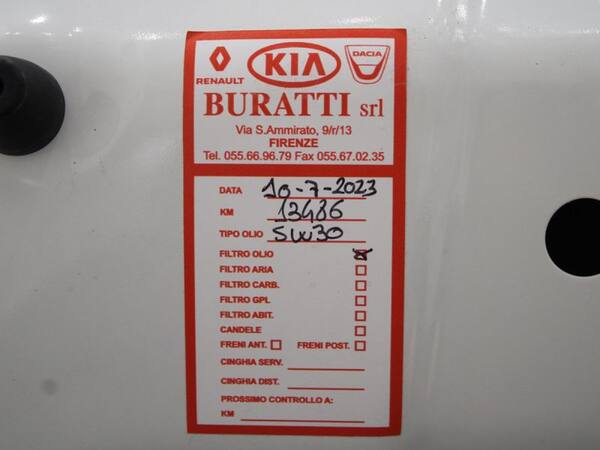 RENAULT KIA DACIA
BURATTI srl
Via S.Ammirato, 9/r/13
FIRENZE
Tel. 055.66.96.79 Fax 055.67.02.35
DATA 10-7-2023
KM 13486
TIPO OLIO 5W30
FILTRO OLIO
FILTRO ARIA
FILTRO CARB.
FILTRO GPL
FILTRO ABIT.
CANDELE
FRENI ANT. FRENI POST.
CINGHIA SERV.
CINGHIA DIST.
PROSSIMO CONTROLLO A:
KM